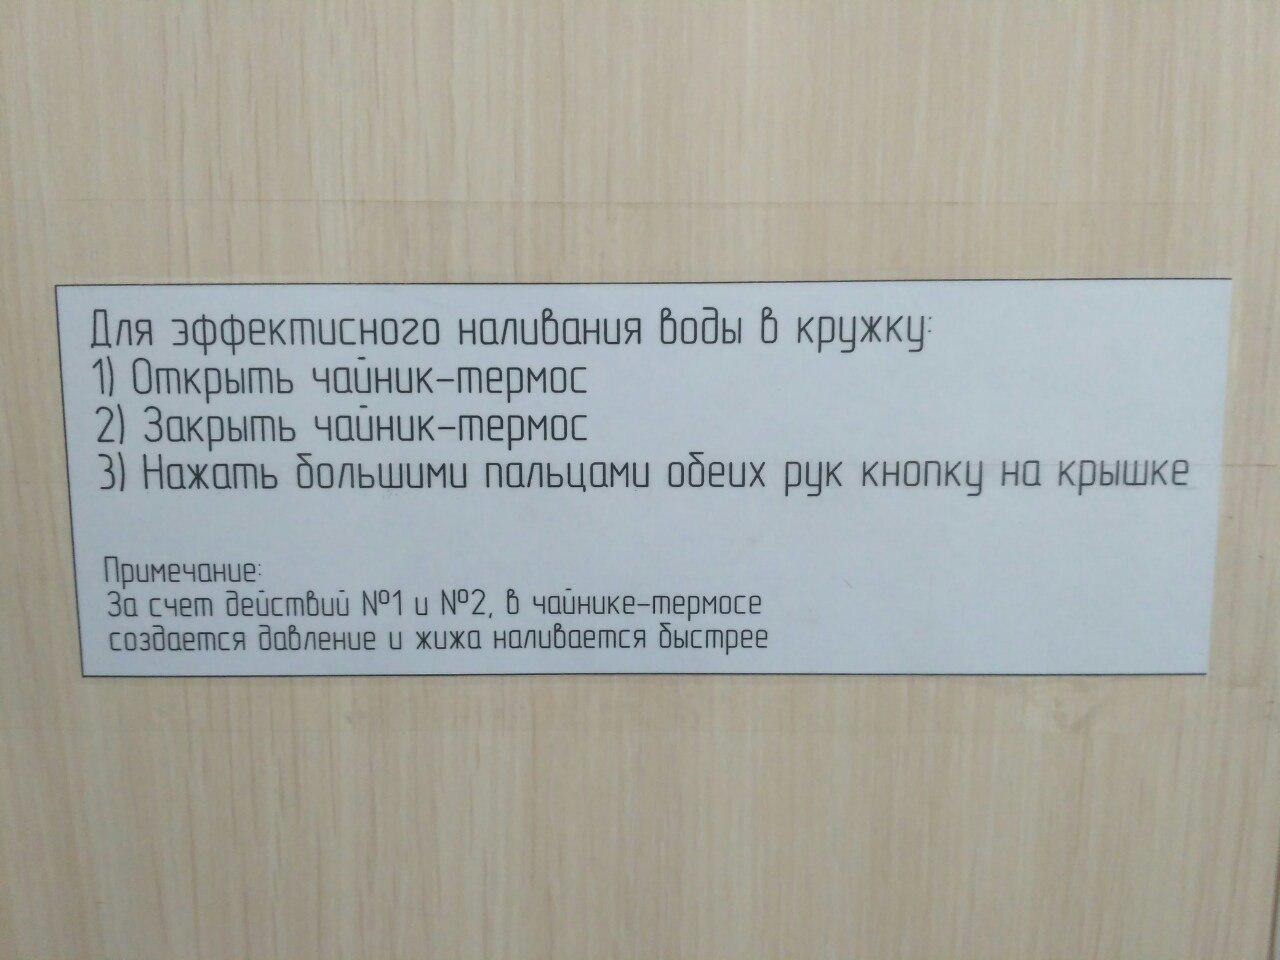 Для эффектисного наливания воды в кружку:
1) Открыть чайник-термос
2) Закрыть чайник-термос
3) Нажать большими пальцами обеих рук кнопку на крышке
Примечание:
За счет действий №1 и №2, в чайнике-термосе
создается давление и жижа наливается быстрее